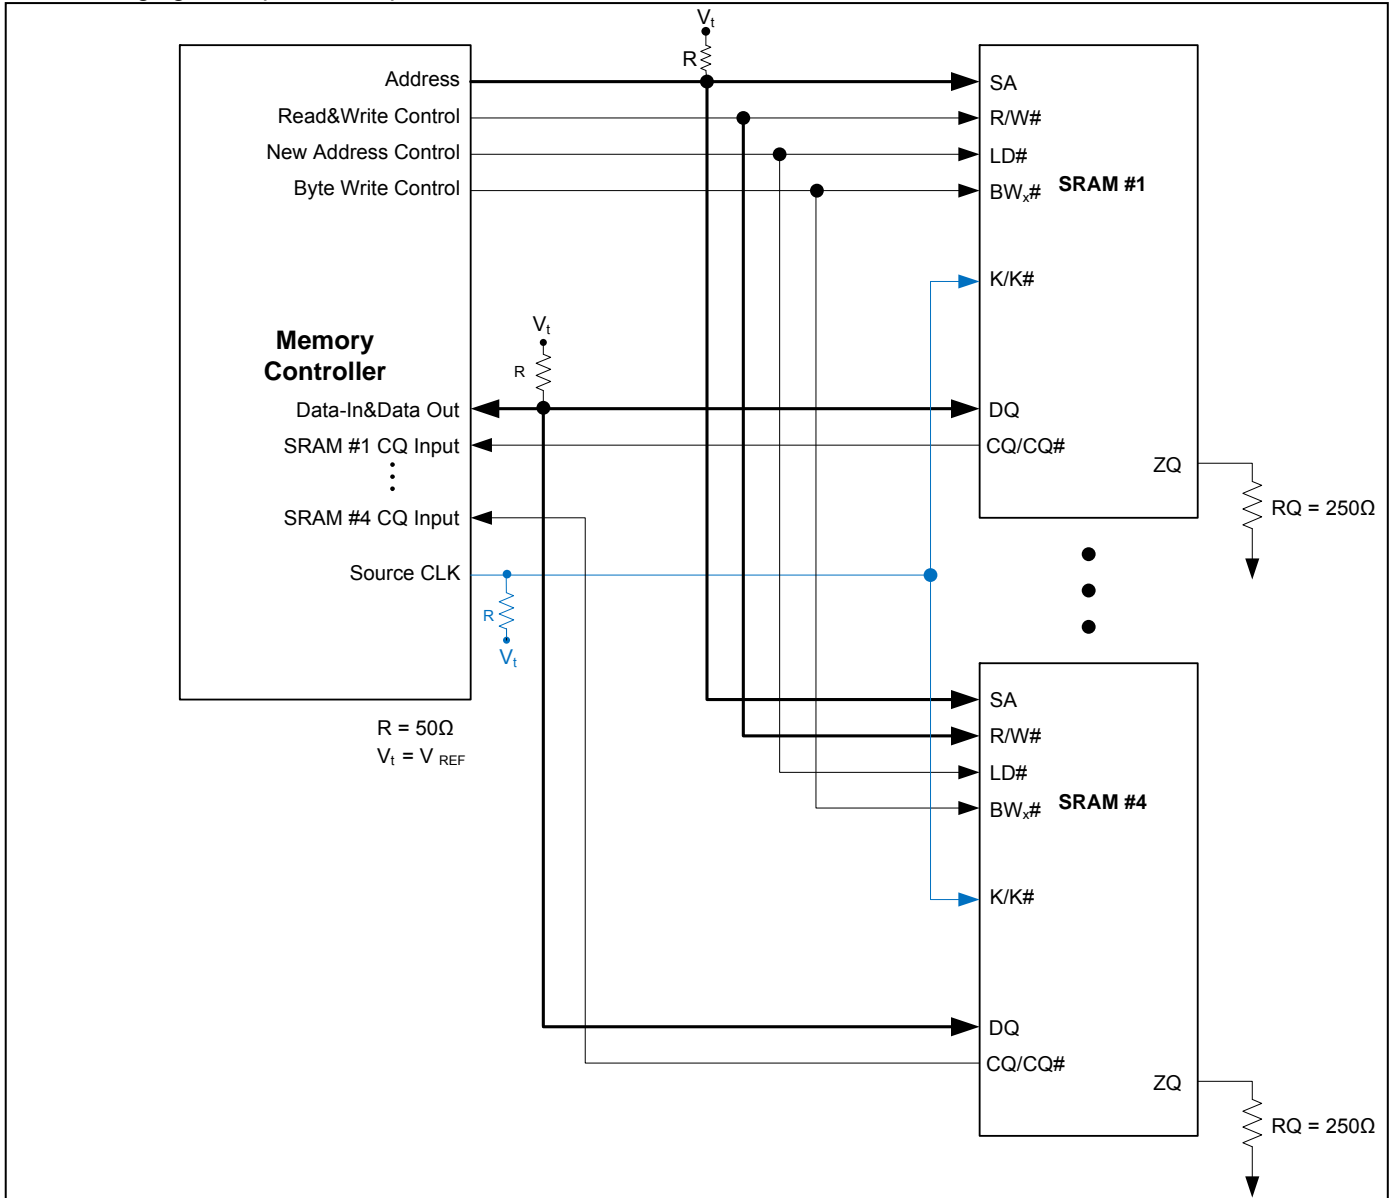 Vt
R
Address
Read&Write Control
New Address Control
Byte Write Control
Memory
Controller
Vt
R
Data-In&Data Out
SRAM #1 CQ Input
SRAM #4 CQ Input
Source CLK
R
Vt
R = 50Ω
Vt = V REF
SA
R/W#
LD#
BWx#
SRAM #1
K/K#
DQ
CQ/CQ#
ZQ
RQ = 250Ω
SA
R/W#
LD#
BWx#
SRAM #4
K/K#
DQ
CQ/CQ#
ZQ
RQ = 250Ω